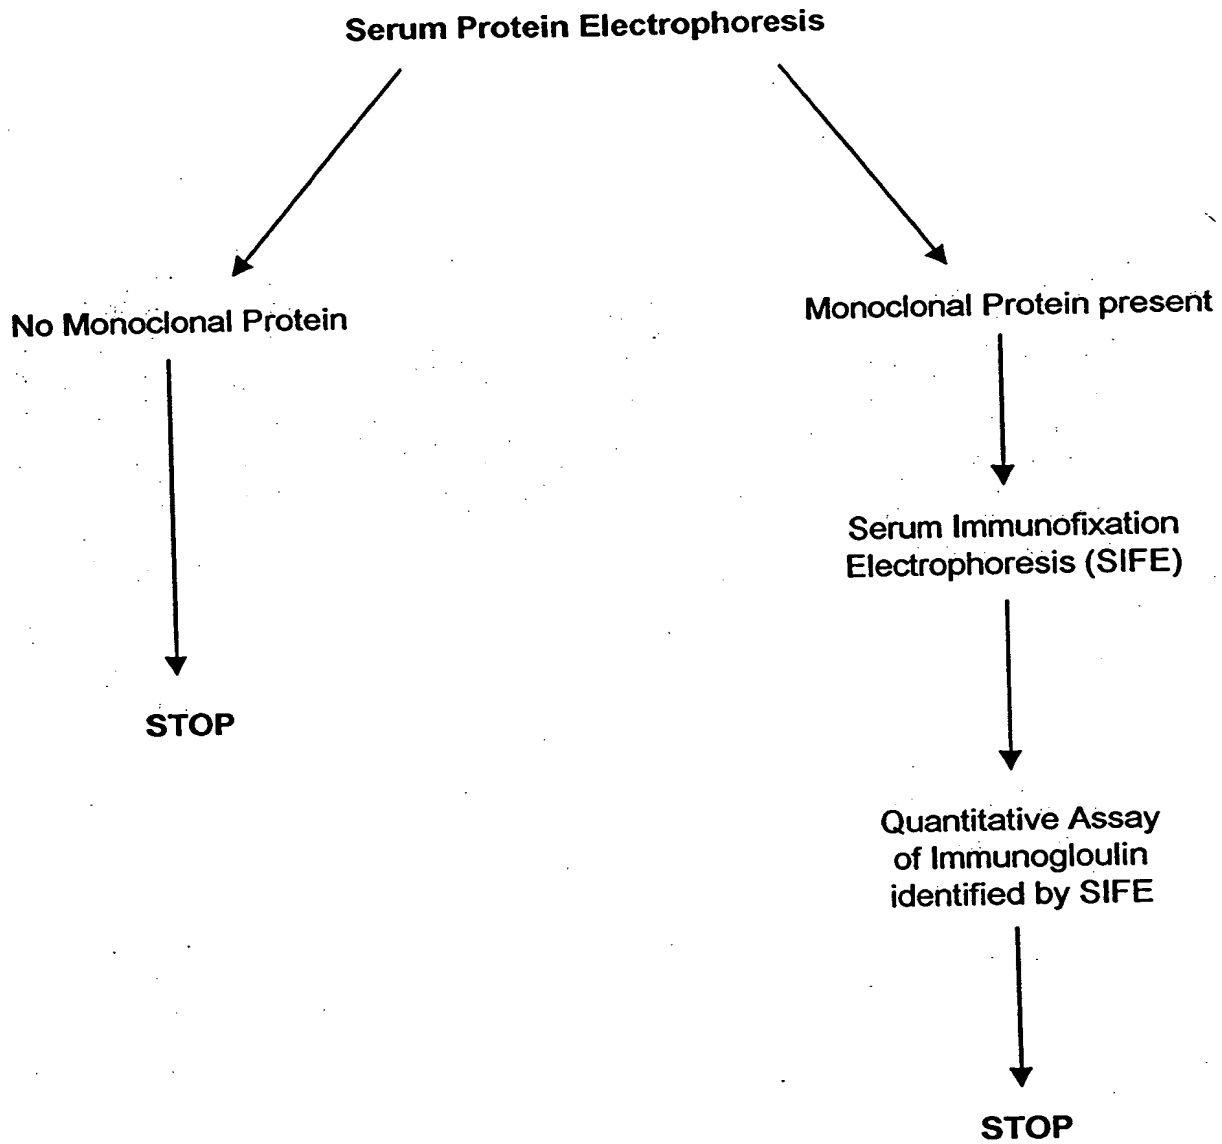 Serum Protein Electrophoresis
No Monoclonal Protein
Monoclonal Protein present
Serum Immunofixation
Electrophoresis (SIFE)
STOP
Quantitative Assay
of Immunogloulin
identified by SIFE
STOP